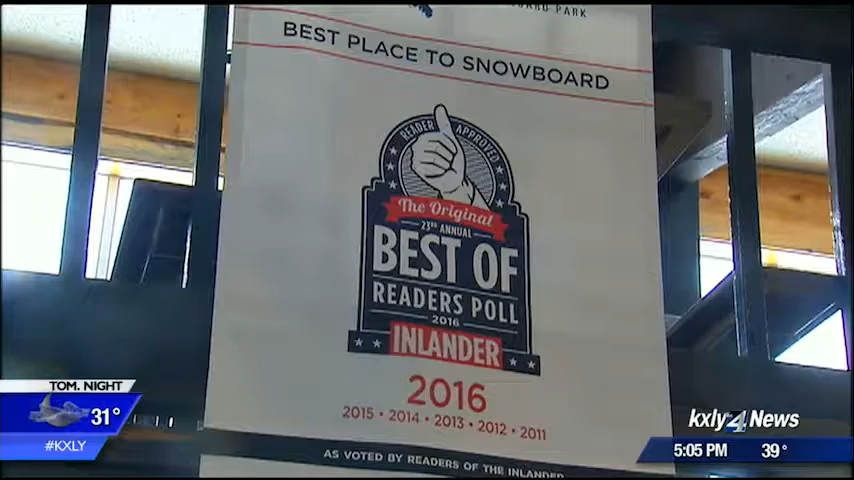 PARK
BEST PLACE TO SNOWBOARD
READER APPROVED
The Original
23RD ANNUAL
BEST OF
READERS POLL
2016
INLANDER
2016
2015 • 2014 • 2013 • 2012 • 2011
AS VOTED BY READERS OF THE INLANDER
TOM. NIGHT
31°
#KXLY
kxly4 News
5:05 PM 39°